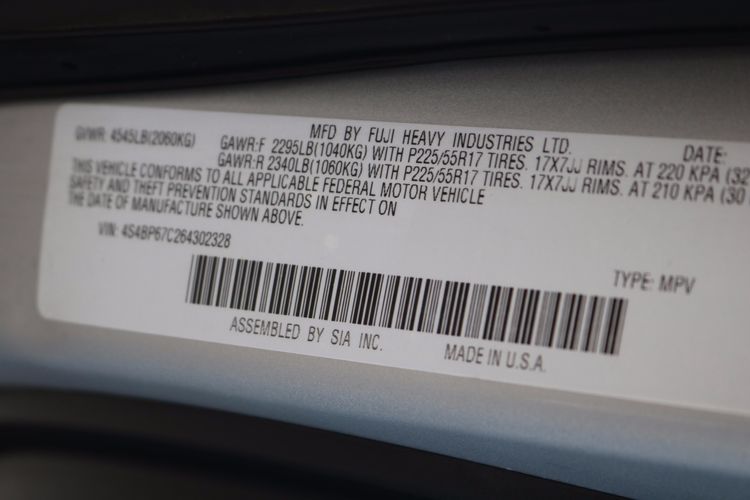 MFD BY FUJI HEAVY INDUSTRIES LTD. DATE:
GVWR: 4545LB(2060KG) GAWR:F 2295LB(1040KG) WITH P225/55R17 TIRES. 17X7JJ RIMS. AT 220 KPA (32
GAWR:R 2340LB(1060KG) WITH P225/55R17 TIRES. 17X7JJ RIMS. AT 210 KPA (30
THIS VEHICLE CONFORMS TO ALL APPLICABLE FEDERAL MOTOR VEHICLE
SAFETY AND THEFT PREVENTION STANDARDS IN EFFECT ON
THE DATE OF MANUFACTURE SHOWN ABOVE.
VIN: 4S4BP67C264302328
TYPE: MPV
ASSEMBLED BY SIA INC. MADE IN U.S.A.